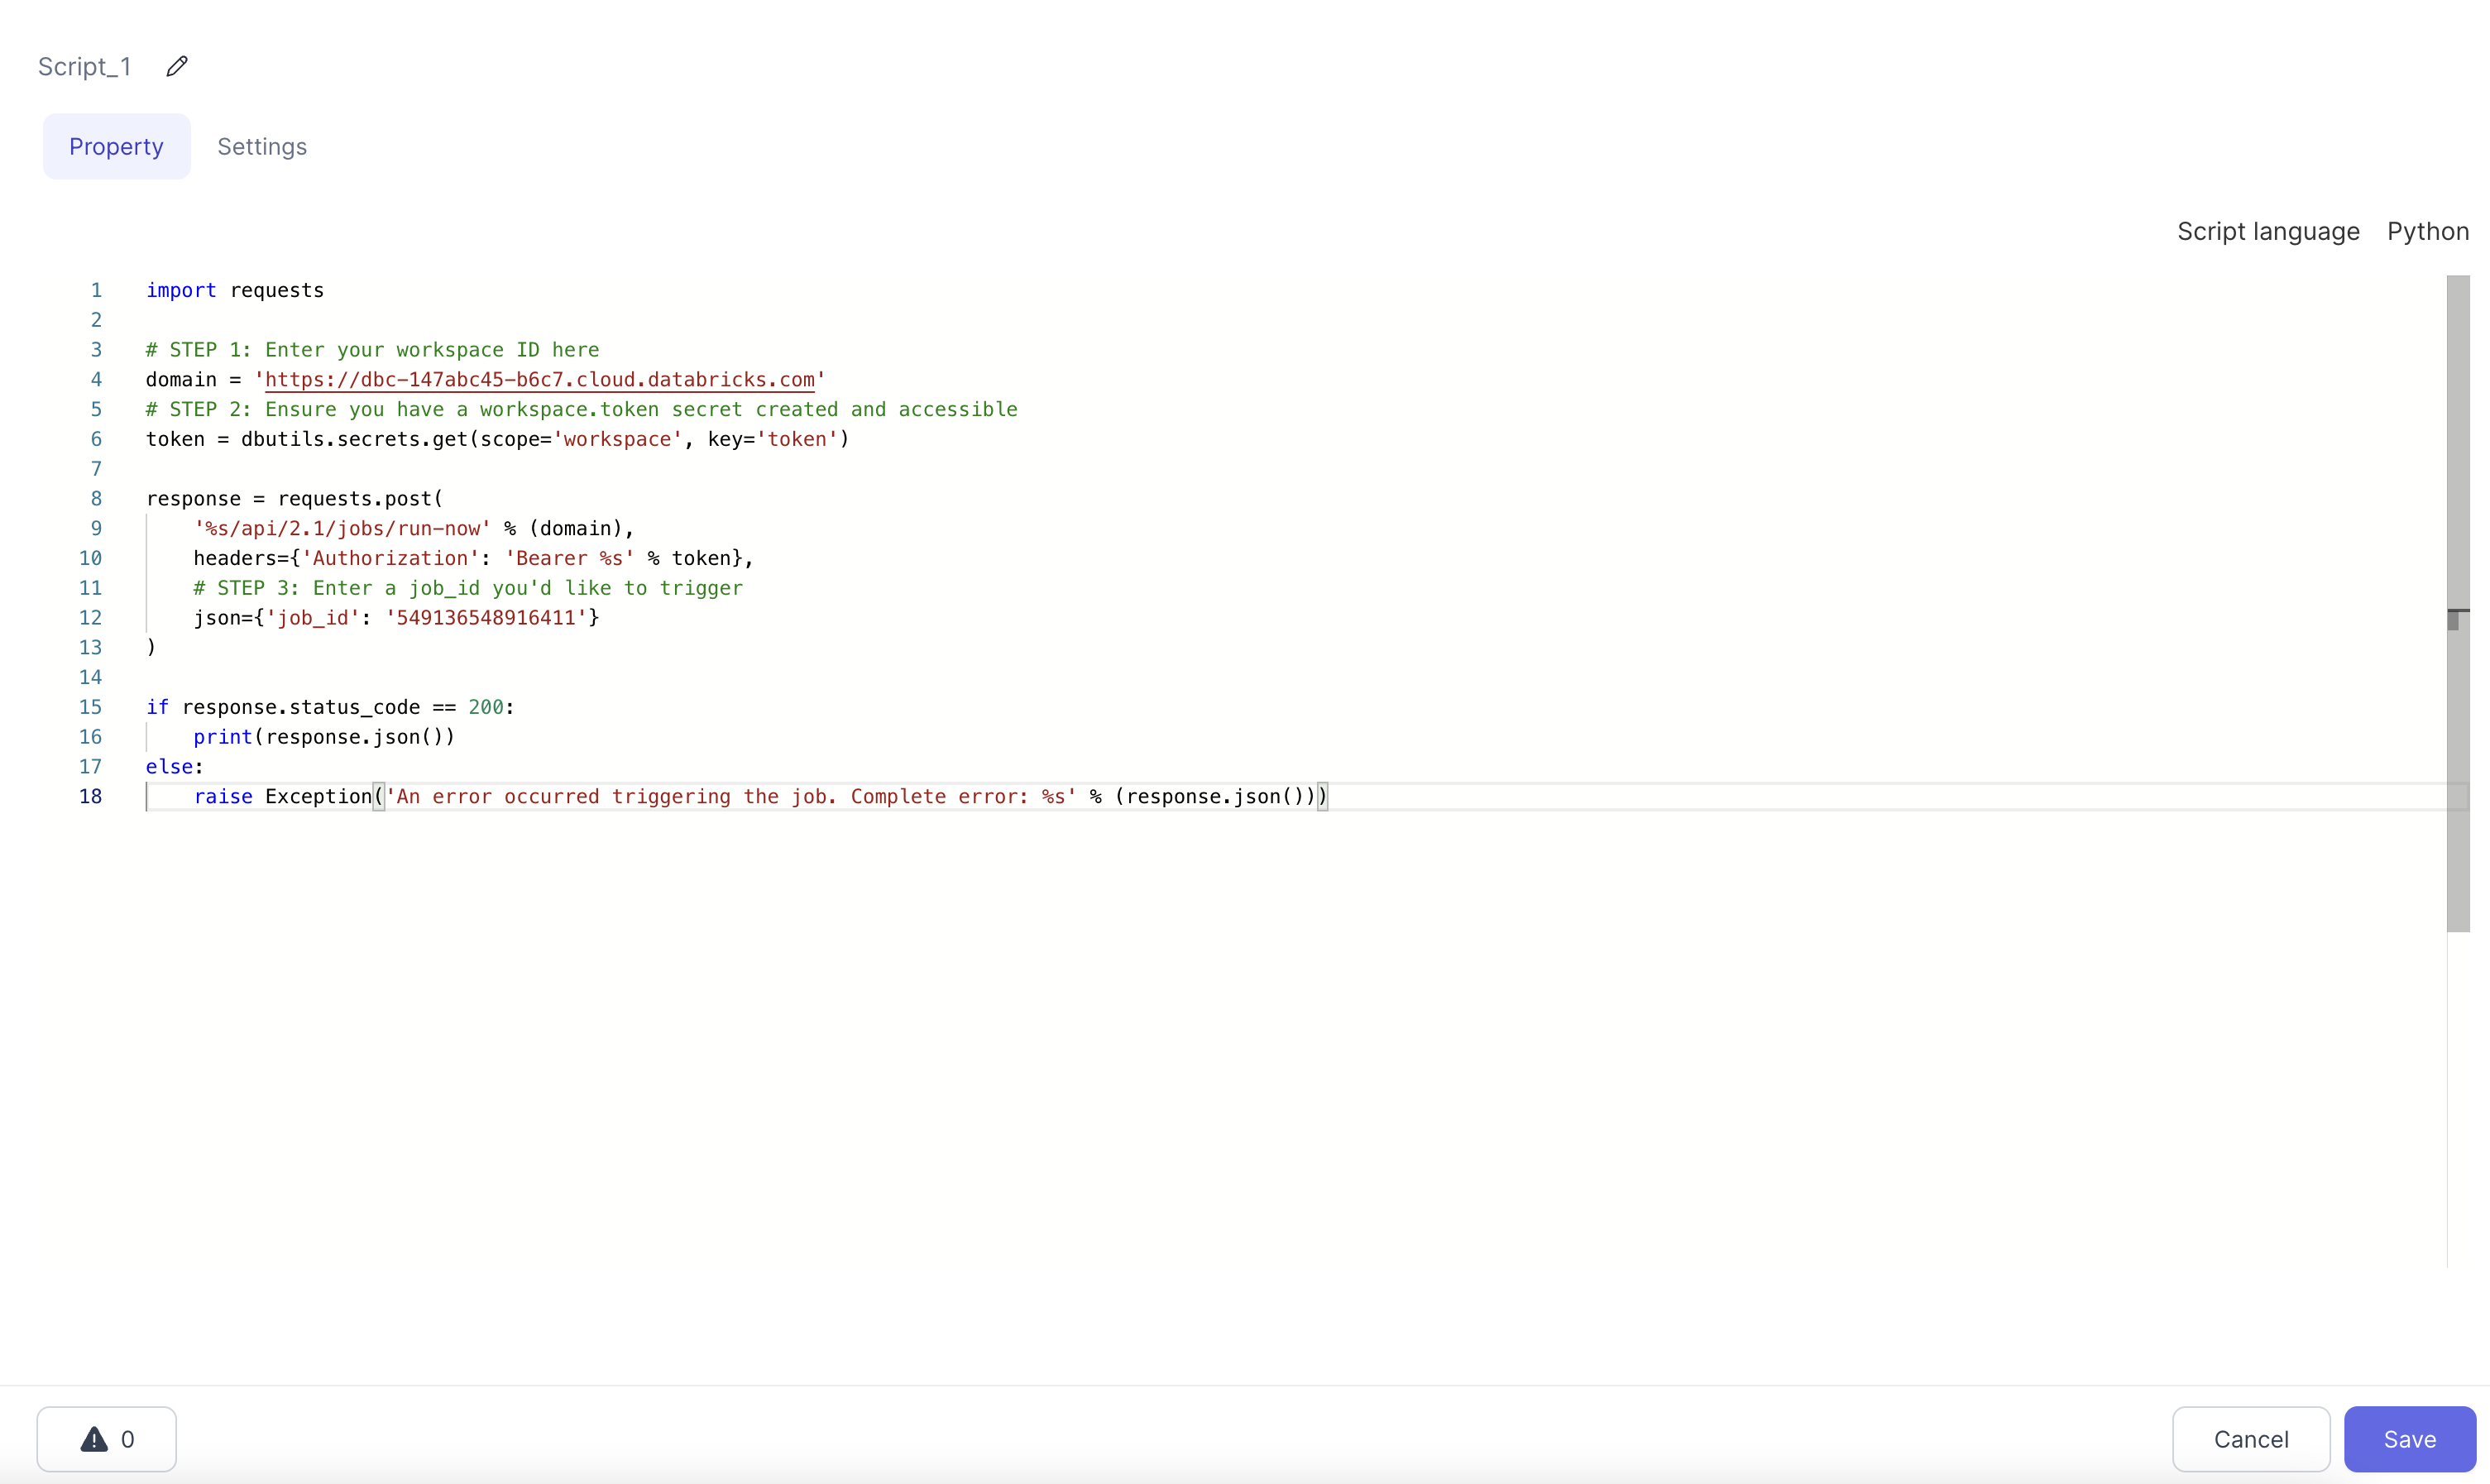 Script_1
Property Settings
Script language Python
1 import requests
2
3 # STEP 1: Enter your workspace ID here
4 domain = 'https://dbc-147abc45-b6c7.cloud.databricks.com'
5 # STEP 2: Ensure you have a workspace.token secret created and accessible
6 token = dbutils.secrets.get(scope='workspace', key='token')
7
8 response = requests.post(
9     '%s/api/2.1/jobs/run-now' % (domain),
10     headers={'Authorization': 'Bearer %s' % token},
11     # STEP 3: Enter a job_id you'd like to trigger
12     json={'job_id': '549136548916411'}
13 )
14
15 if response.status_code == 200:
16     print(response.json())
17 else:
18     raise Exception('An error occurred triggering the job. Complete error: %s' % (response.json()))
0
Cancel Save